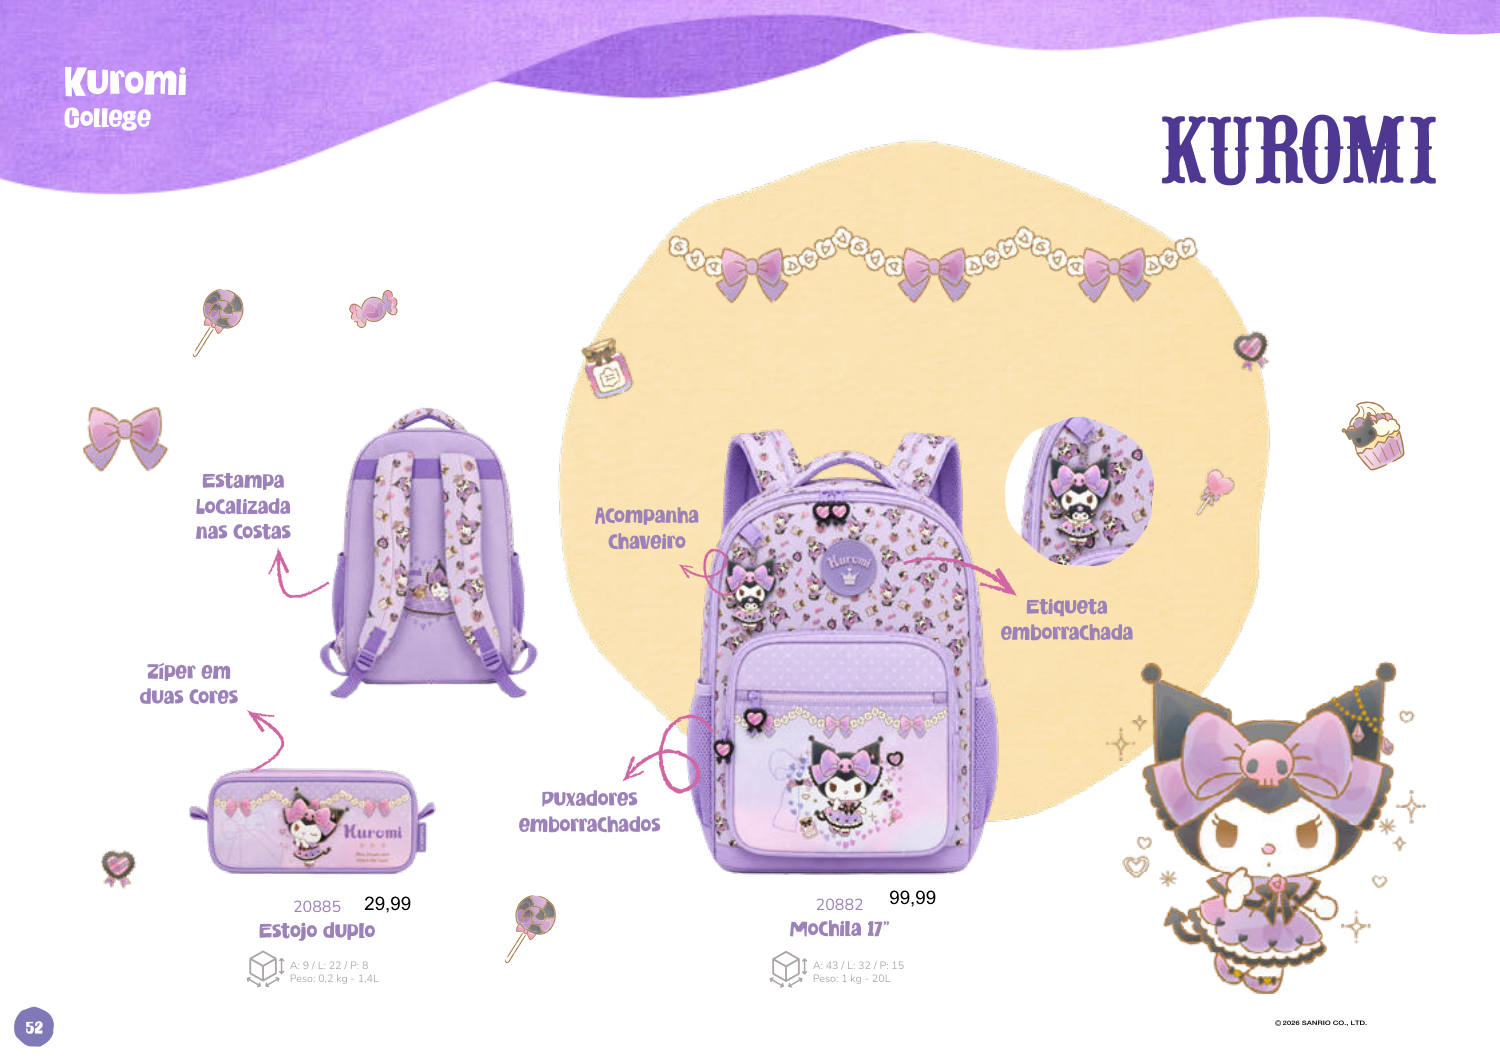 Kuromi
College
KUROMI
Estampa
Localizada
nas Costas
Acompanha
Chaveiro
Kuromi
Etiqueta
emborrachada
Zíper em
duas Cores
Puxadores
emborrachados
Kuromi
20885 29,99
Estojo duplo
A: 9 / L: 22 / P: 8
Peso: 0,2 kg - 1,4L
20882 99,99
Mochila 17”
A: 43 / L: 32 / P: 15
Peso: 1 kg - 20L
52
© 2026 SANRIO CO., LTD.